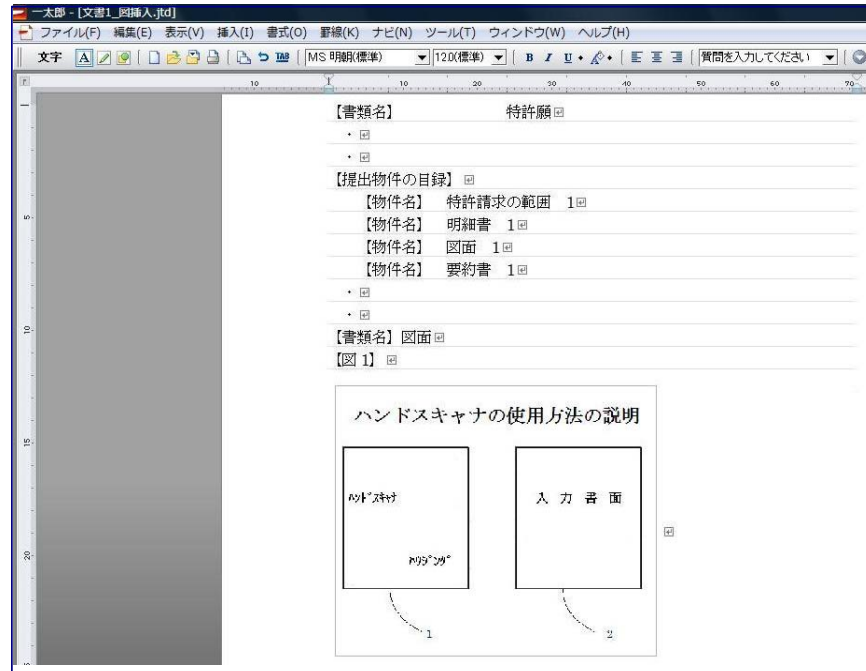 一太郎 - [文書1_図挿入.jtd]
ファイル(F) 編集(E) 表示(V) 挿入(I) 書式(O) 罫線(K) ナビ(N) ツール(T) ウィンドウ(W) ヘルプ(H)
文字 A TAB MS 明朝(標準) 12.0(標準) B I U 質問を入力してください
10 10 20 30 40 50 60 70
【書類名】 特許願
・
・
【提出物件の目録】
【物件名】 特許請求の範囲 1
【物件名】 明細書 1
【物件名】 図面 1
【物件名】 要約書 1
・
・
【書類名】図面
【図1】
5
10
15
20
ハンドスキャナの使用方法の説明
ハンドスキャナ
入力書面
1
2